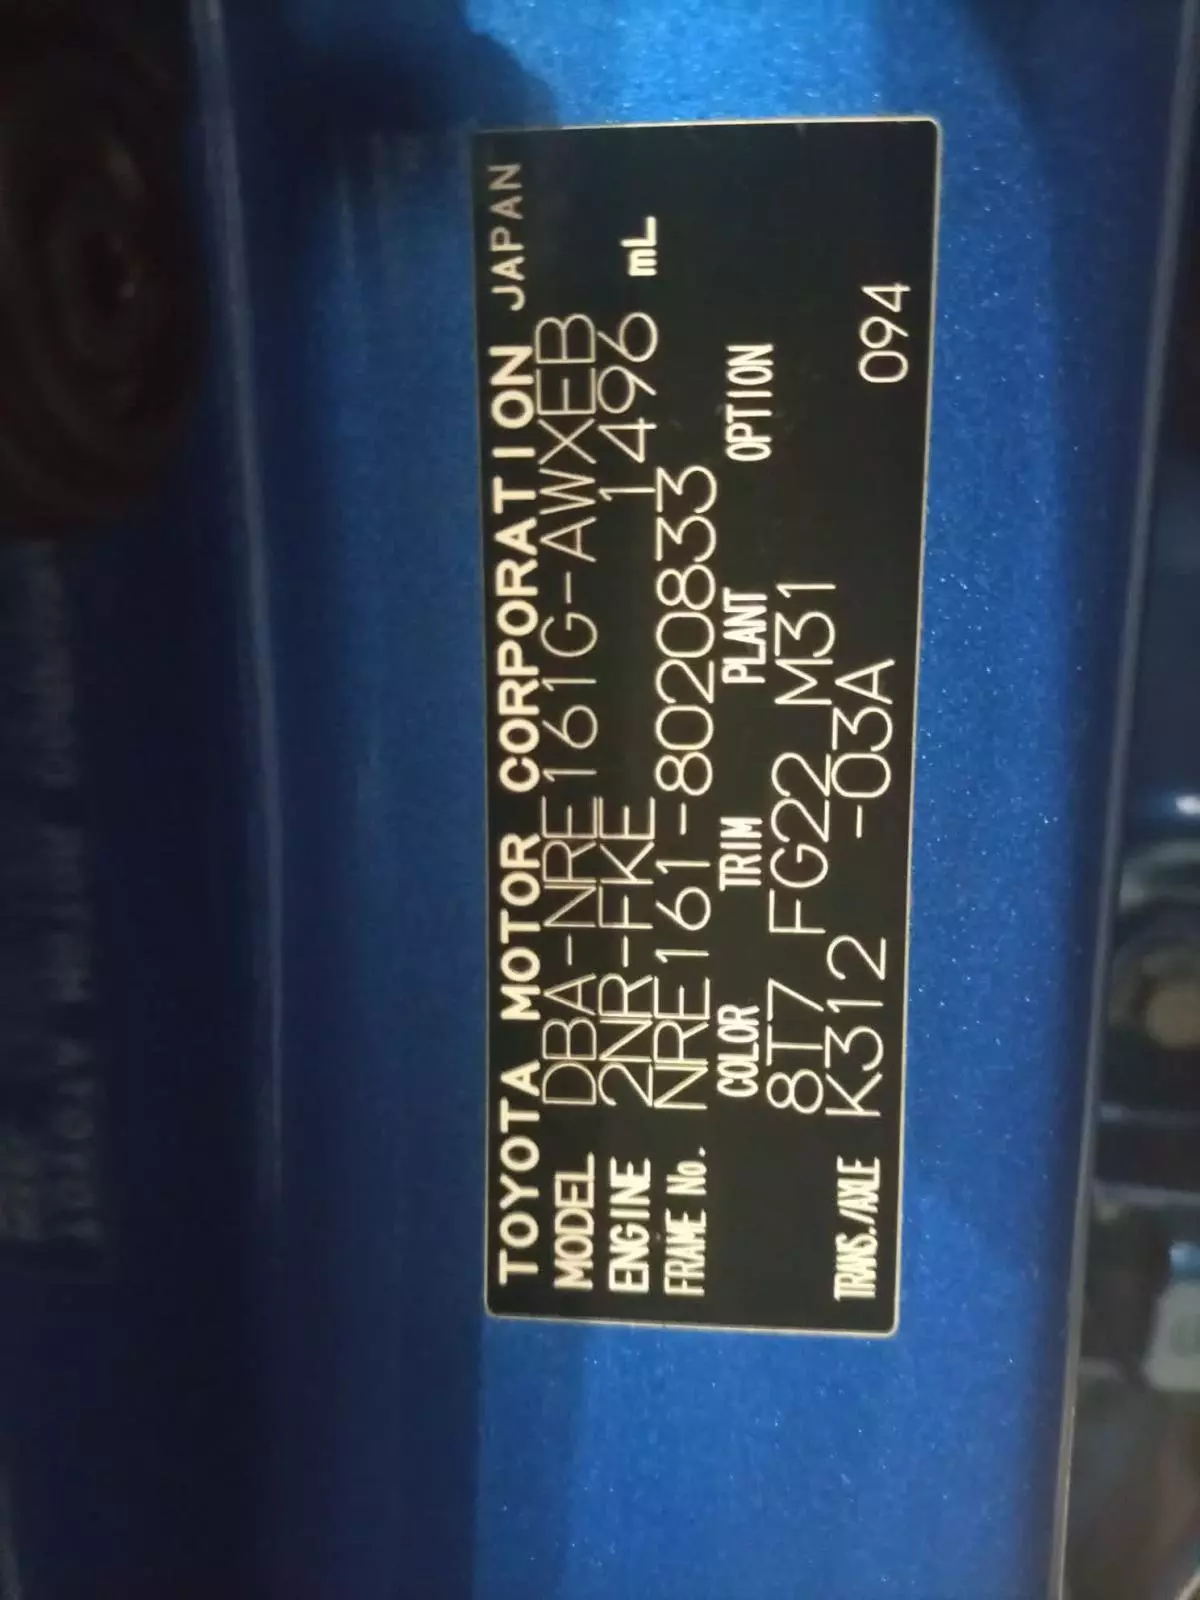 TOYOTA MOTOR CORPORATION JAPAN
MODEL DBA-NRE161G-AWXEB
ENGINE 2NR-FKE 1496 mL
FRAME No. NRE161-8020833
COLOR TRIM PLANT OPTION
8T7 FG22 M31
TRANS./AXLE K312 -03A 094